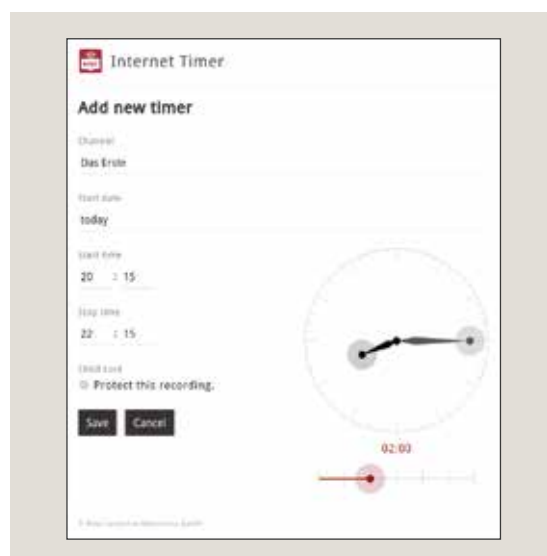 Internet Timer
Add new timer
Channel
Das Erste
Start date
today
Start time
20 : 15
Stop time
22 : 15
Child Lock
Protect this recording.
Save Cancel
02:00